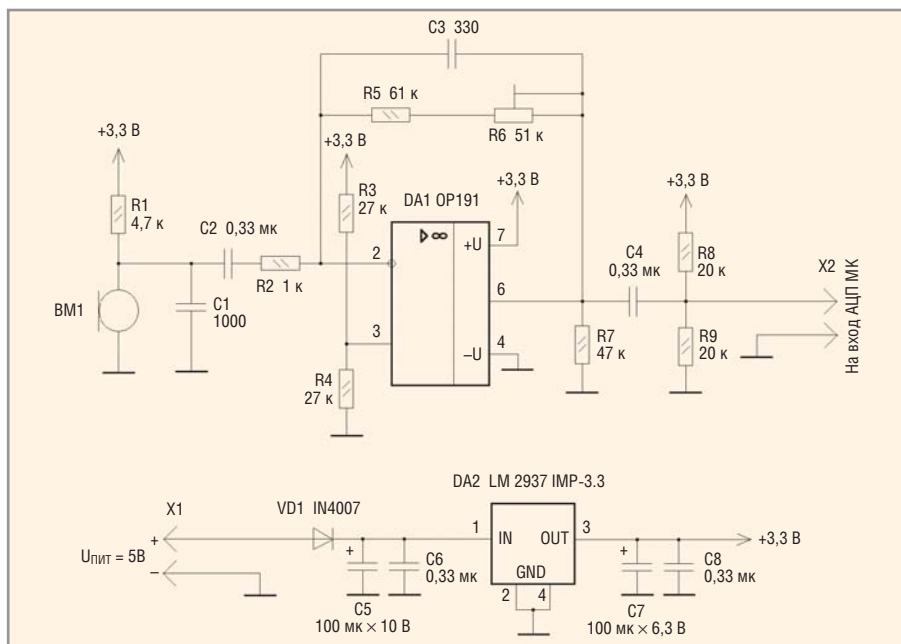 C3 330
R5 61 к
R6 51 к
+3,3 В
R1
4,7 к
C2 0,33 мк
R2 1 к
BM1
C1
1000
+3,3 В
R3
27 к
R4
27 к
DA1 OP191
▷ ∞
2
3
+U
7
6
–U
4
+3,3 В
C4
0,33 мк
R7
47 к
+3,3 В
R8
20 к
R9
20 к
X2
На вход АЦП МК
X1
+
UПИТ = 5В
–
VD1 IN4007
+
C5
100 мк × 10 В
C6
0,33 мк
DA2 LM 2937 IMP-3.3
1
IN
OUT
3
GND
2
4
+
C7
100 мк × 6,3 В
C8
0,33 мк
+3,3 В